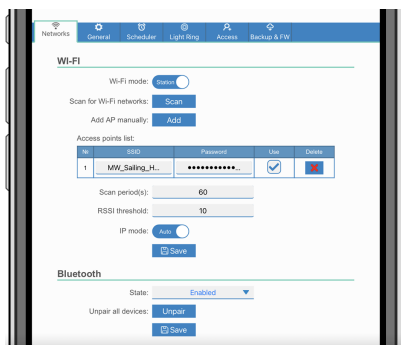 Networks General Scheduler Light Ring Access Backup & FW
WI-FI
Wi-Fi mode: Station
Scan for Wi-Fi networks: Scan
Add AP manually: Add
Access points list:
Nr SSID Password Use Delete
1 MW_Sailing_H... •••••••••••...
Scan period(s): 60
RSSI threshold: 10
IP mode: Auto
Save
Bluetooth
State: Enabled
Unpair all devices: Unpair
Save